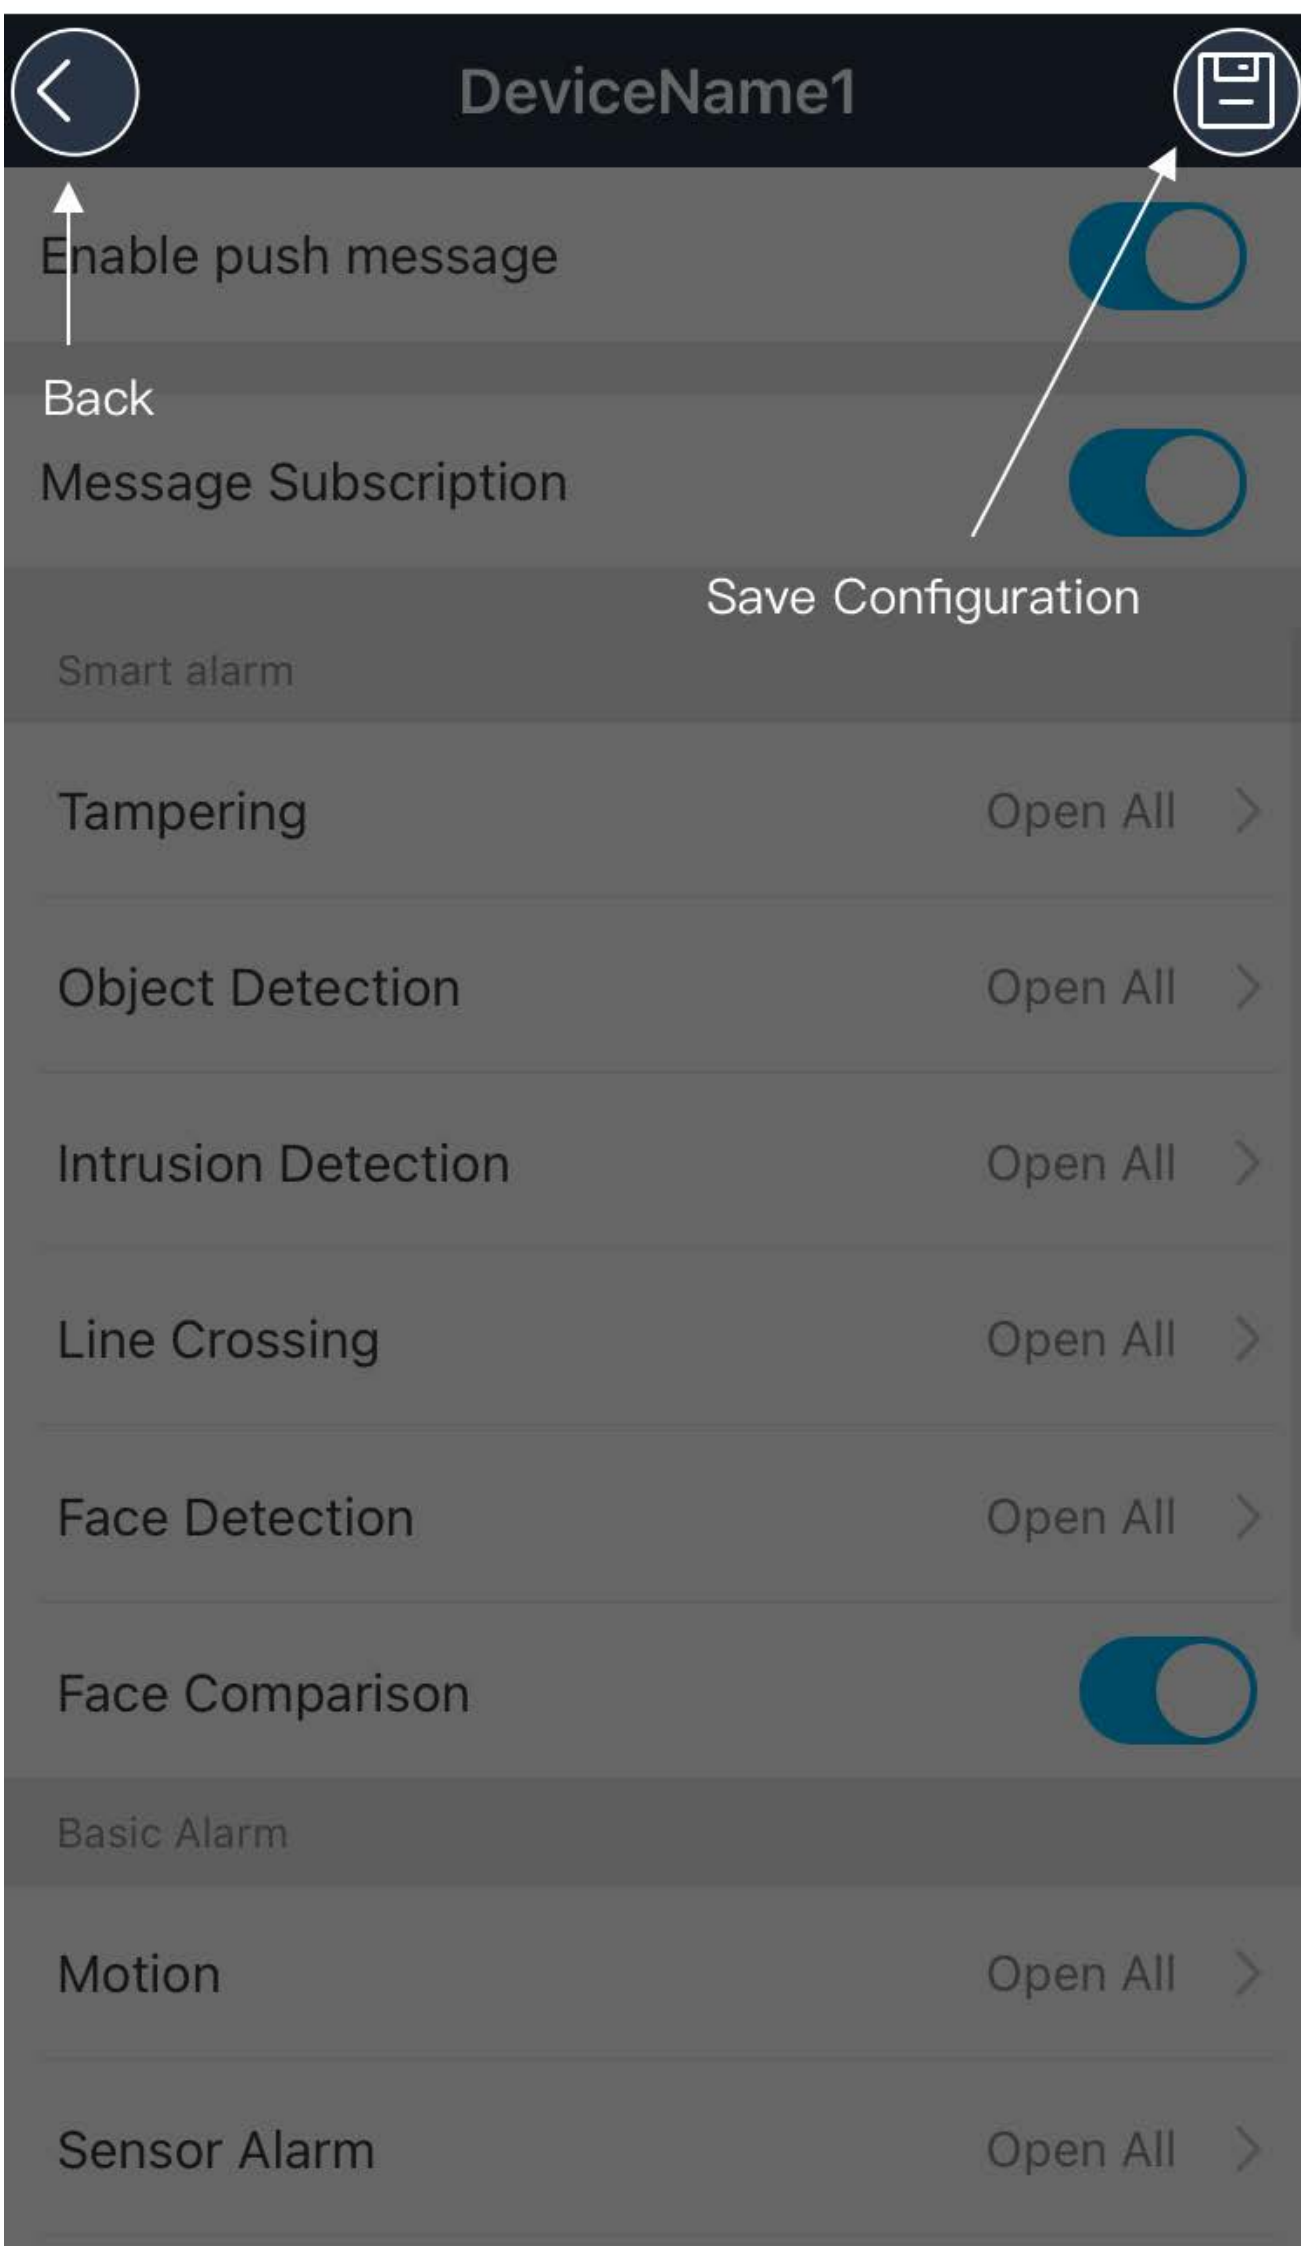 DeviceName1
Enable push message
Back
Message Subscription
Save Configuration
Smart alarm
Tampering Open All
Object Detection Open All
Intrusion Detection Open All
Line Crossing Open All
Face Detection Open All
Face Comparison
Basic Alarm
Motion Open All
Sensor Alarm Open All